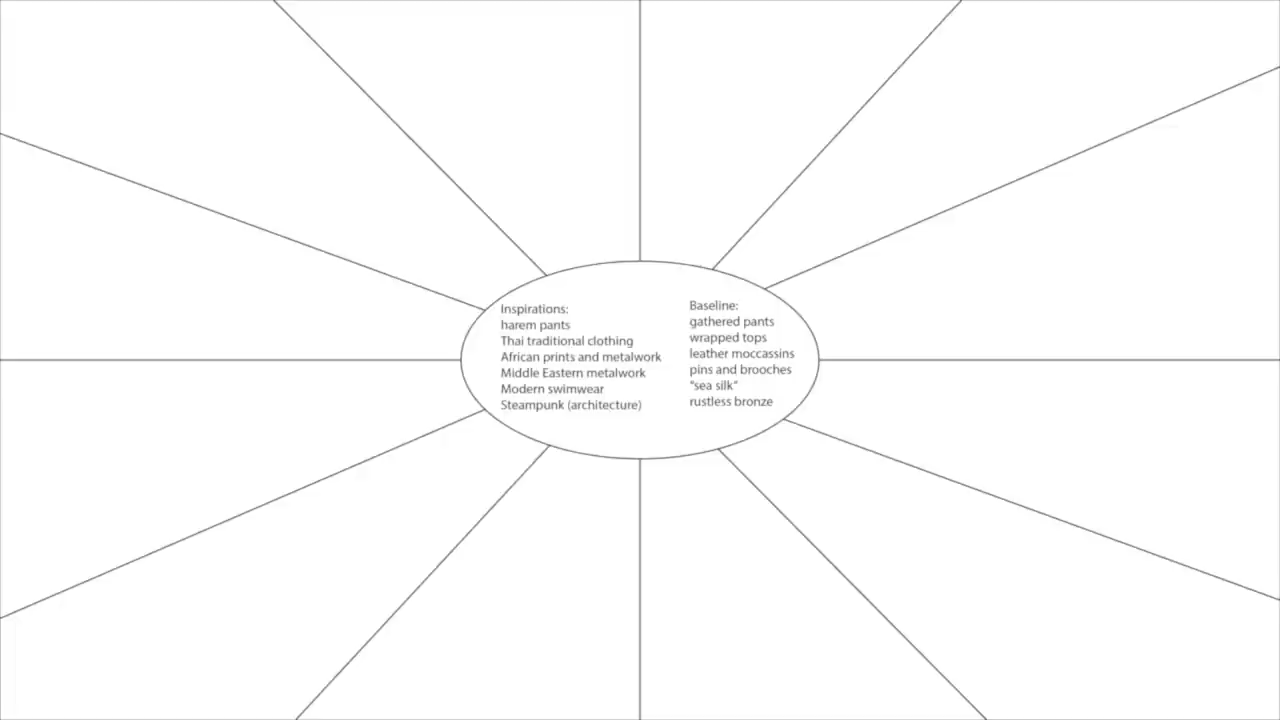 Inspirations:
harem pants
Thai traditional clothing
African prints and metalwork
Middle Eastern metalwork
Modern swimwear
Steampunk (architecture)
Baseline:
gathered pants
wrapped tops
leather moccassins
pins and brooches
"sea silk"
rustless bronze